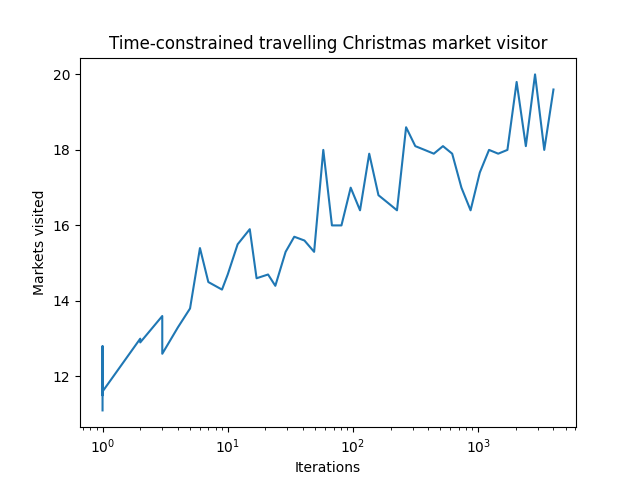 Time-constrained travelling Christmas market visitor
Markets visited
20
18
16
14
12
10⁰ 10¹ 10² 10³
Iterations